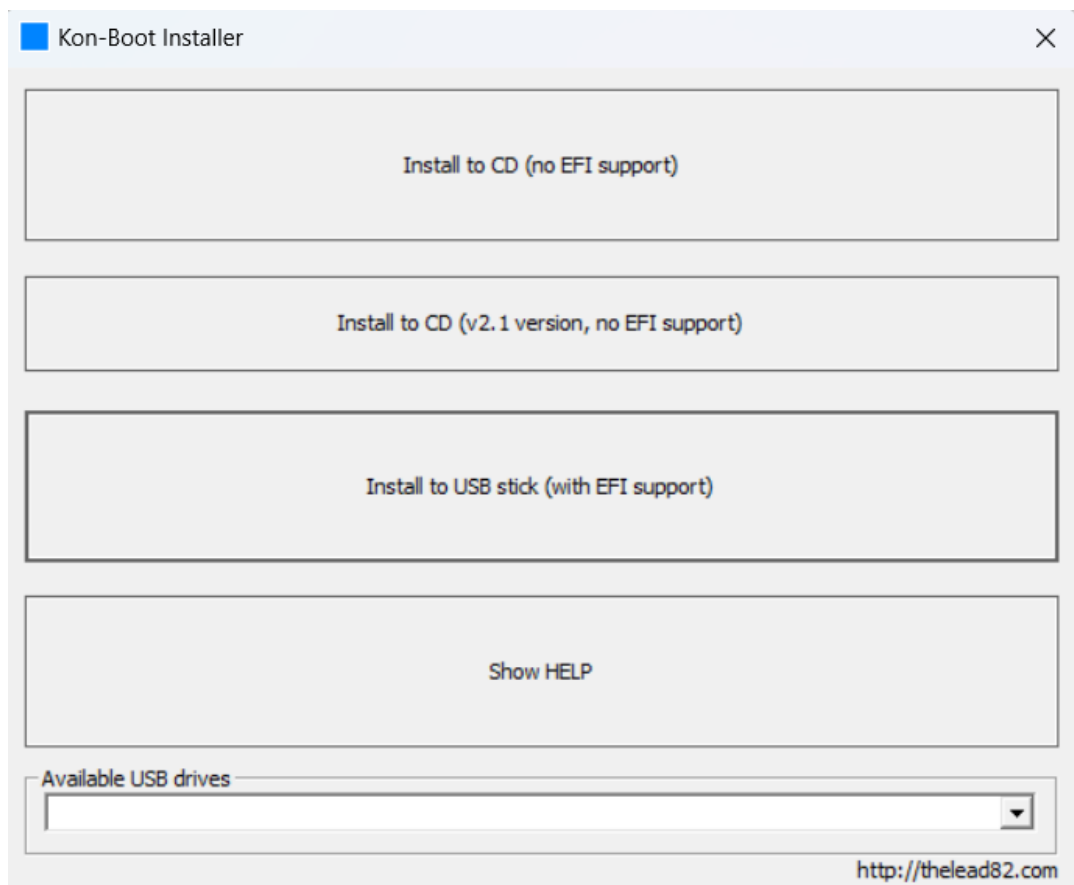 Kon-Boot Installer
Install to CD (no EFI support)
Install to CD (v2.1 version, no EFI support)
Install to USB stick (with EFI support)
Show HELP
Available USB drives
http://thelead82.com